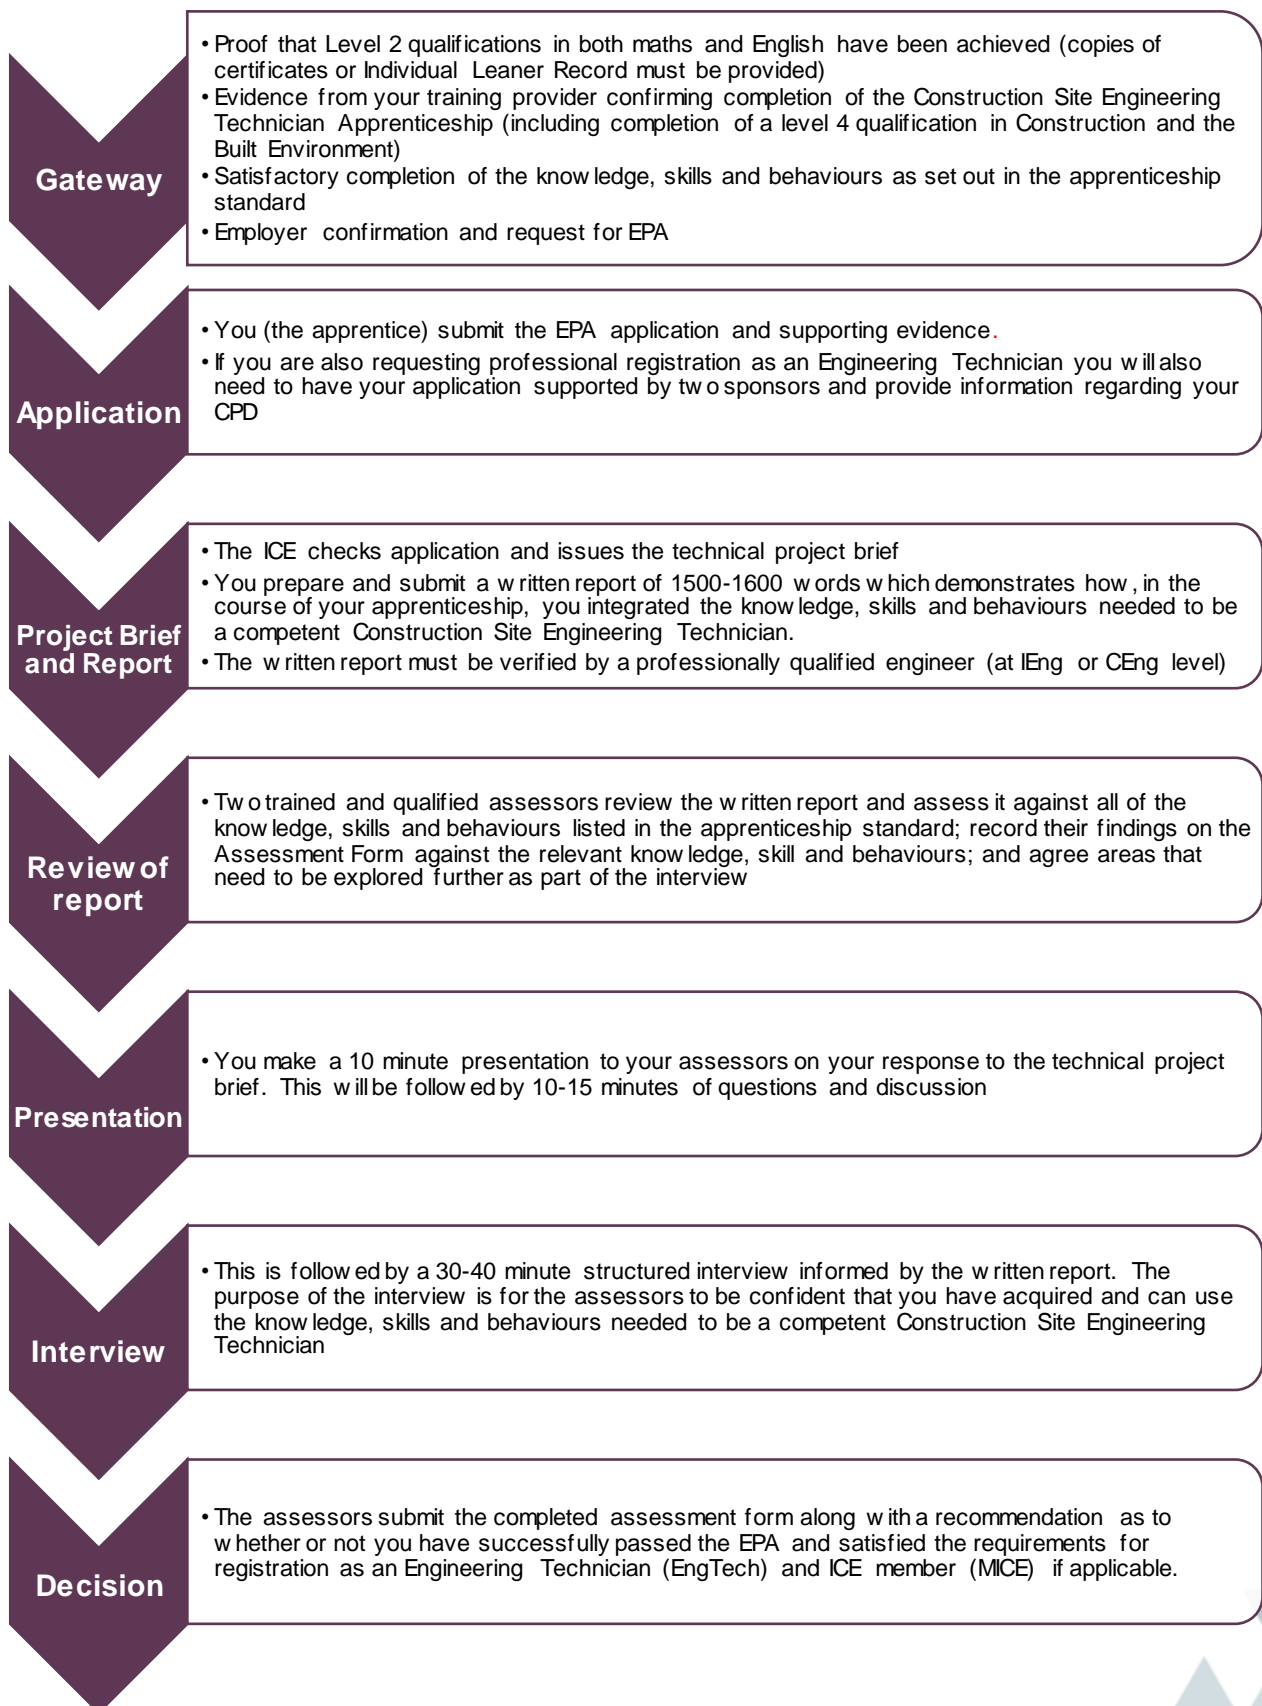 Gateway
• Proof that Level 2 qualifications in both maths and English have been achieved (copies of
certificates or Individual Leaner Record must be provided)
• Evidence from your training provider confirming completion of the Construction Site Engineering
Technician Apprenticeship (including completion of a level 4 qualification in Construction and the
Built Environment)
• Satisfactory completion of the knowledge, skills and behaviours as set out in the apprenticeship
standard
• Employer confirmation and request for EPA
Application
• You (the apprentice) submit the EPA application and supporting evidence.
• If you are also requesting professional registration as an Engineering Technician you will also
need to have your application supported by two sponsors and provide information regarding your
CPD
Project Brief
and Report
• The ICE checks application and issues the technical project brief
• You prepare and submit a written report of 1500-1600 words which demonstrates how, in the
course of your apprenticeship, you integrated the knowledge, skills and behaviours needed to be
a competent Construction Site Engineering Technician.
• The written report must be verified by a professionally qualified engineer (at IEng or CEng level)
Review of
report
• Two trained and qualified assessors review the written report and assess it against all of the
knowledge, skills and behaviours listed in the apprenticeship standard; record their findings on the
Assessment Form against the relevant knowledge, skill and behaviours; and agree areas that
need to be explored further as part of the interview
Presentation
• You make a 10 minute presentation to your assessors on your response to the technical project
brief. This will be followed by 10-15 minutes of questions and discussion
Interview
• This is followed by a 30-40 minute structured interview informed by the written report. The
purpose of the interview is for the assessors to be confident that you have acquired and can use
the knowledge, skills and behaviours needed to be a competent Construction Site Engineering
Technician
Decision
• The assessors submit the completed assessment form along with a recommendation as to
whether or not you have successfully passed the EPA and satisfied the requirements for
registration as an Engineering Technician (EngTech) and ICE member (MICE) if applicable.